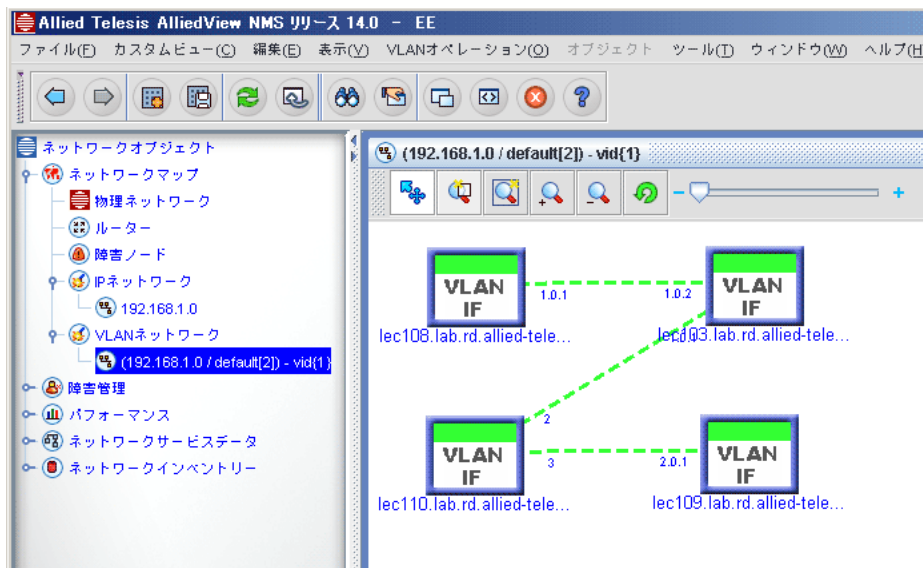 Allied Telesis AlliedView NMS リリース 14.0 - EE
ファイル(F) カスタムビュー(C) 編集(E) 表示(V) VLANオペレーション(O) オブジェクト ツール(T) ウィンドウ(W) ヘルプ(H
ネットワークオブジェクト
ネットワークマップ
物理ネットワーク
ルーター
障害ノード
IPネットワーク
192.168.1.0
VLANネットワーク
(192.168.1.0 / default[2]) - vid{1}
障害管理
パフォーマンス
ネットワークサービスデータ
ネットワークインベントリー
(192.168.1.0 / default[2]) - vid{1}
VLAN IF
1.0.1
1.0.2
VLAN IF
lec108.lab.rd.allied-tele...
lec103.lab.rd.allied-tele...
VLAN IF
2
3
2.0.1
VLAN IF
lec110.lab.rd.allied-tele...
lec109.lab.rd.allied-tele...